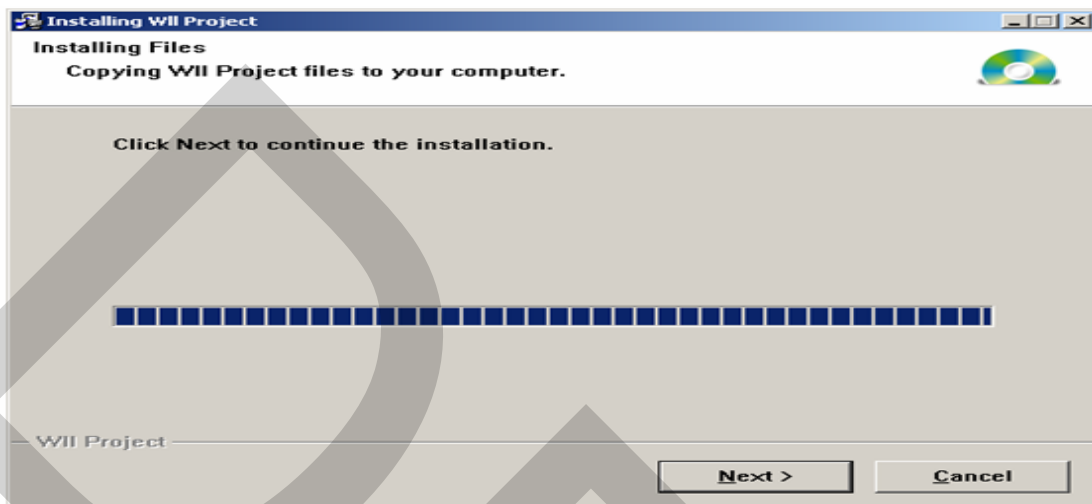 Installing WII Project
Installing Files
Copying WII Project files to your computer.
Click Next to continue the installation.
WII Project
Next >
Cancel